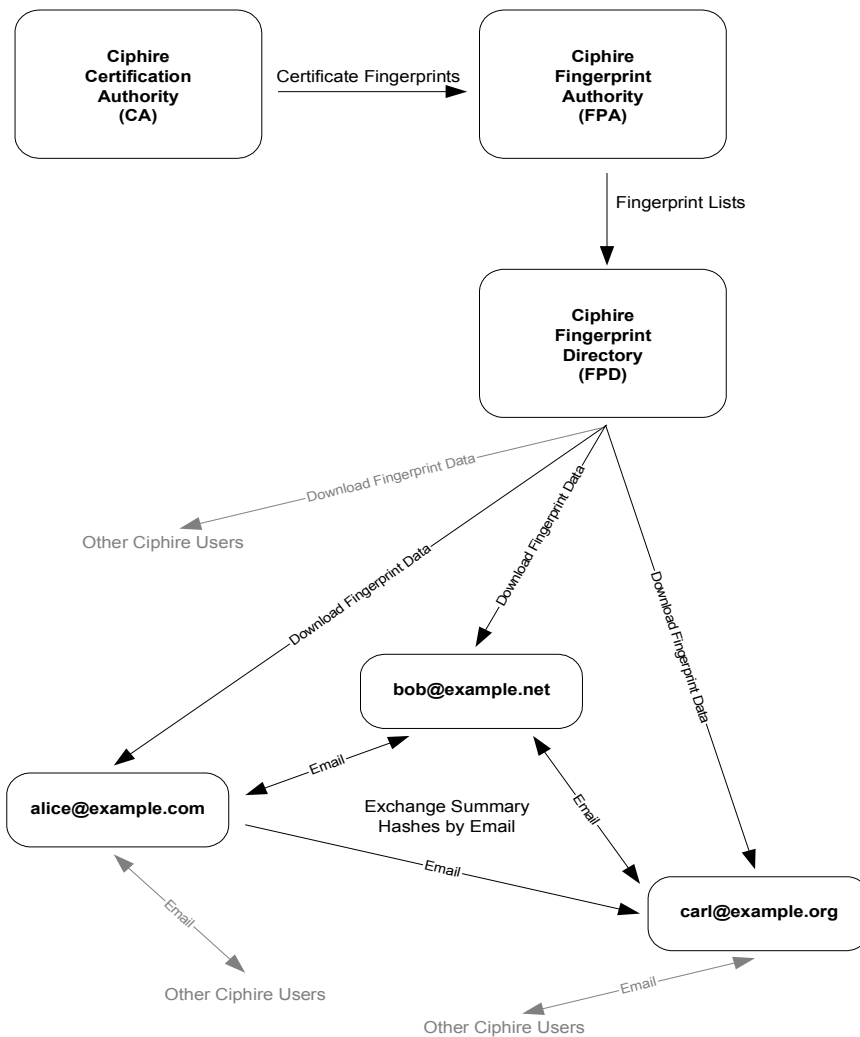 Ciphire
Certification
Authority
(CA)
Certificate Fingerprints
Ciphire
Fingerprint
Authority
(FPA)
Fingerprint Lists
Ciphire
Fingerprint
Directory
(FPD)
Download Fingerprint Data
Other Ciphire Users
Download Fingerprint Data
Download Fingerprint Data
Download Fingerprint Data
bob@example.net
Email
alice@example.com
Exchange Summary
Hashes by Email
Email
Email
carl@example.org
Email
Other Ciphire Users
Email
Other Ciphire Users